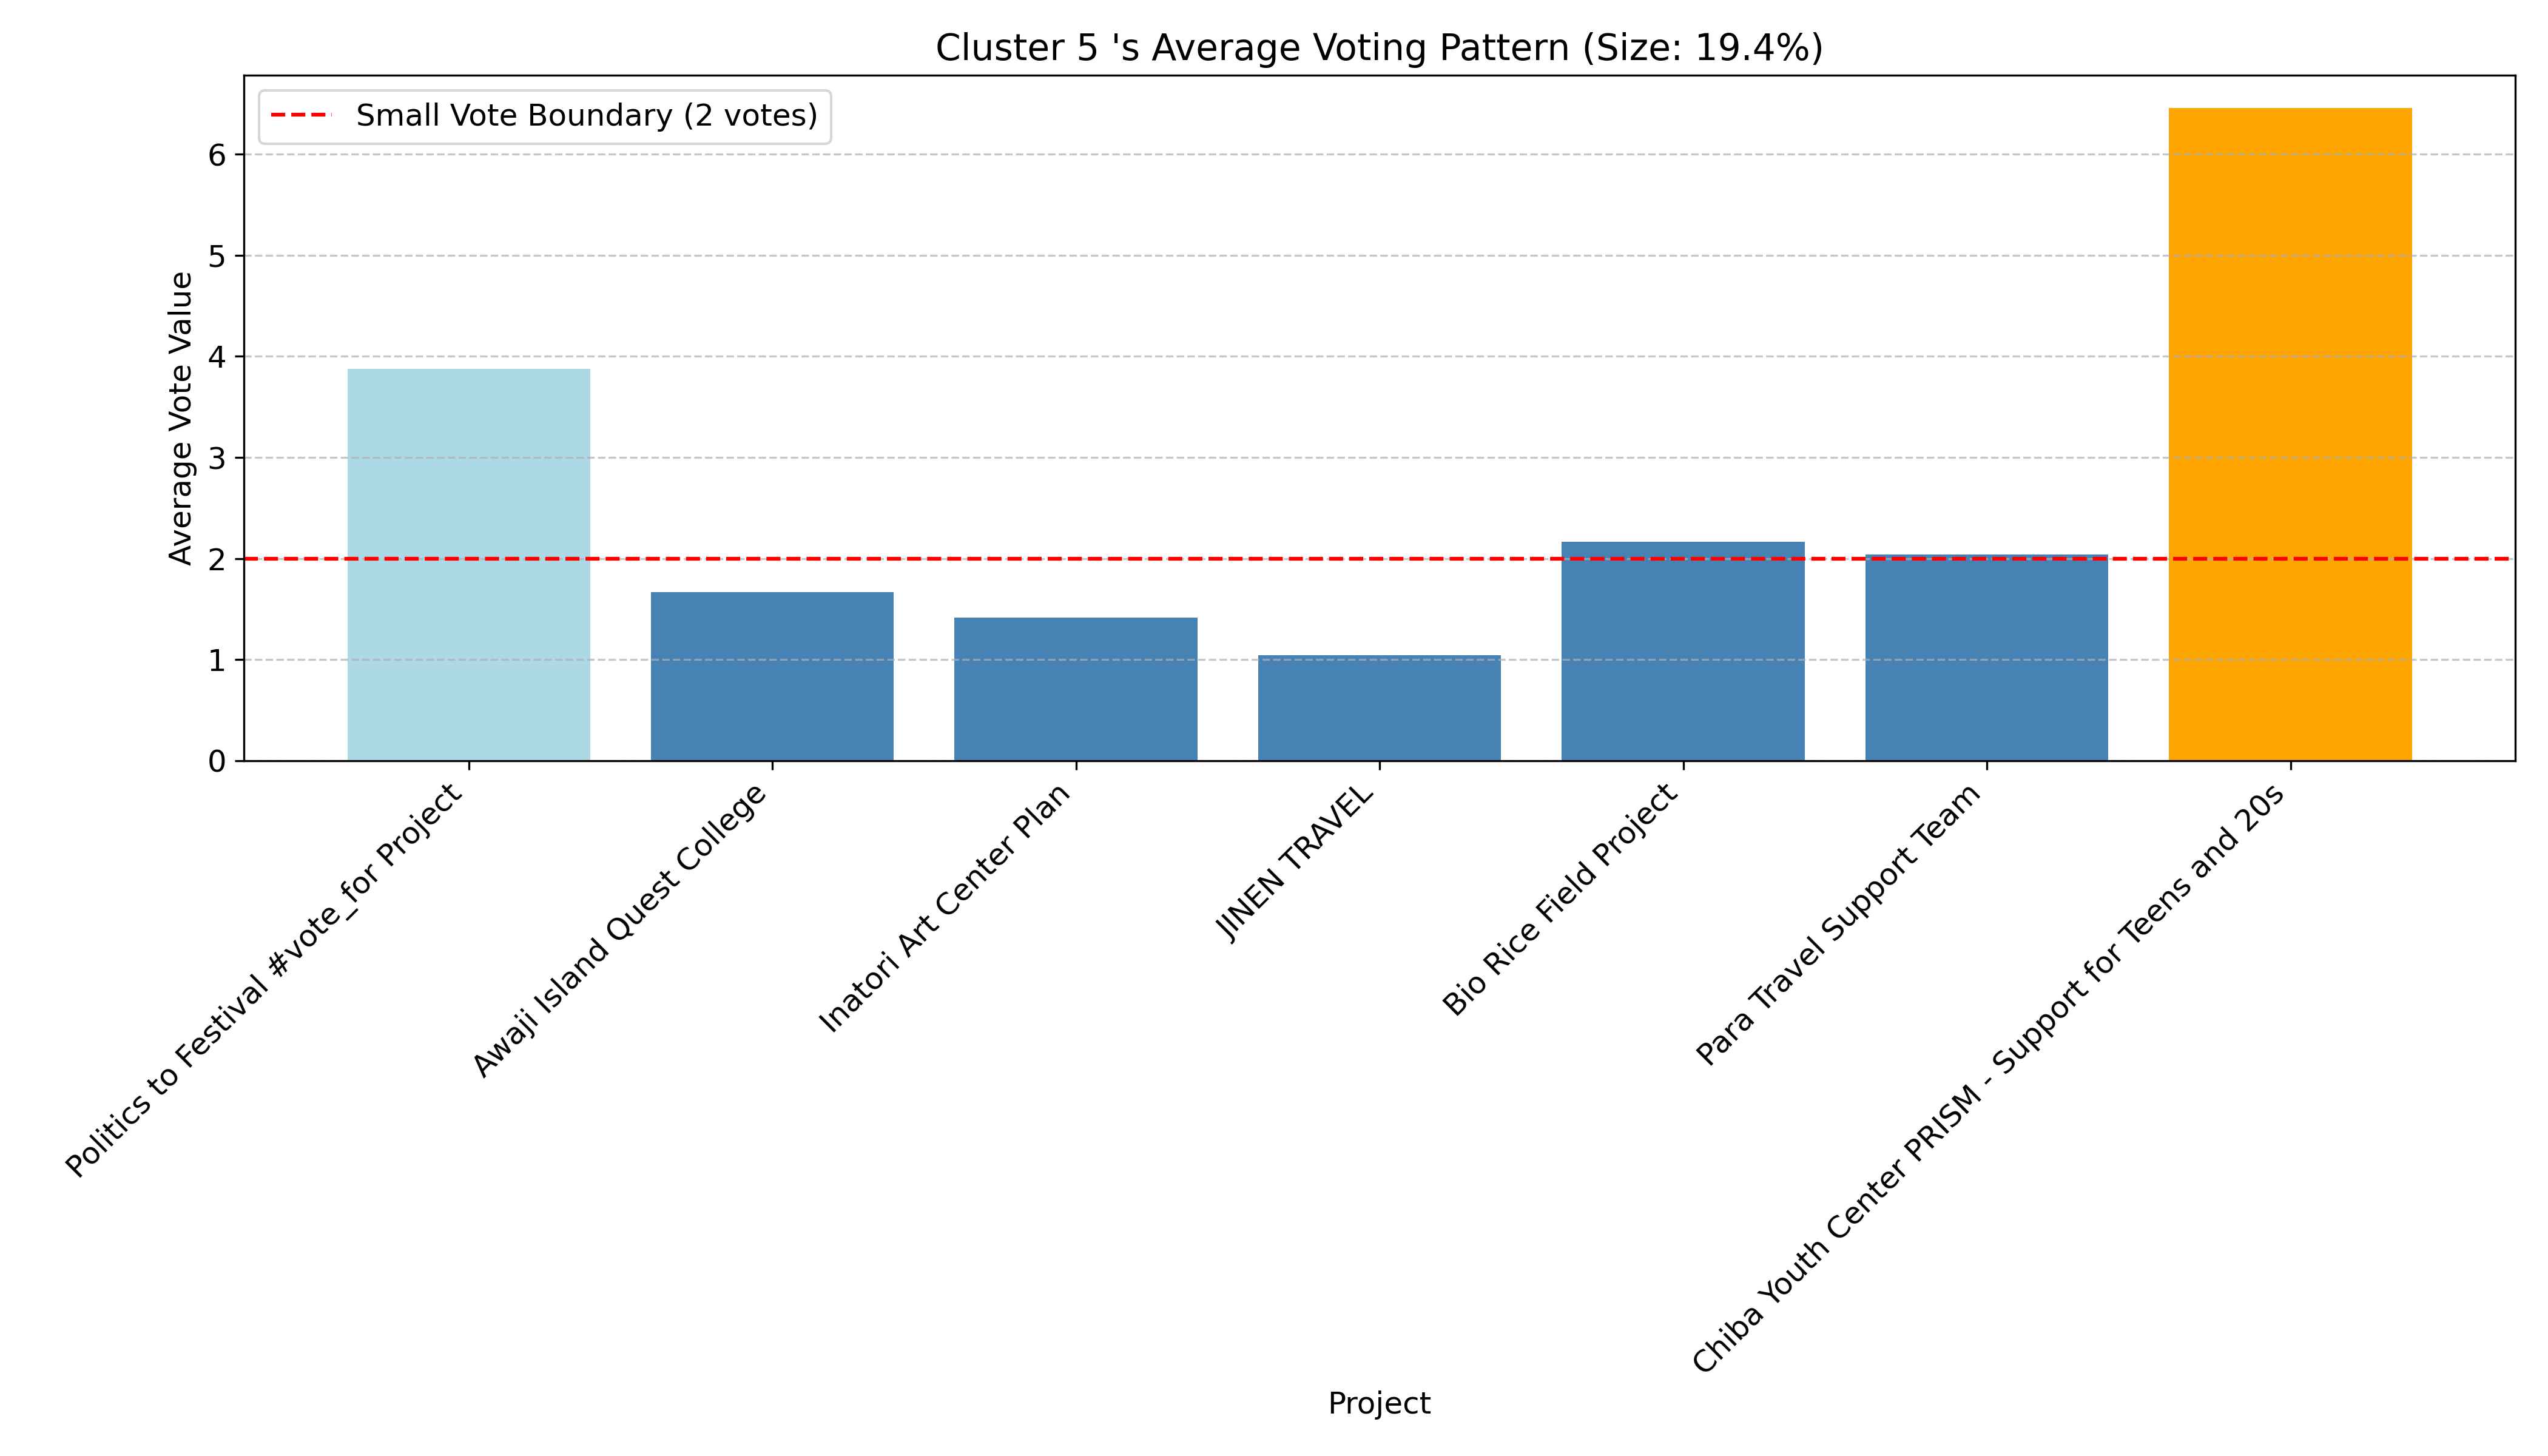 Cluster 5 's Average Voting Pattern (Size: 19.4%)
Small Vote Boundary (2 votes)
Average Vote Value
6
5
4
3
2
1
0
Politics to Festival #vote_for Project
Awaji Island Quest College
Inatori Art Center Plan
JINEN TRAVEL
Bio Rice Field Project
Para Travel Support Team
Chiba Youth Center PRISM - Support for Teens and 20s
Project